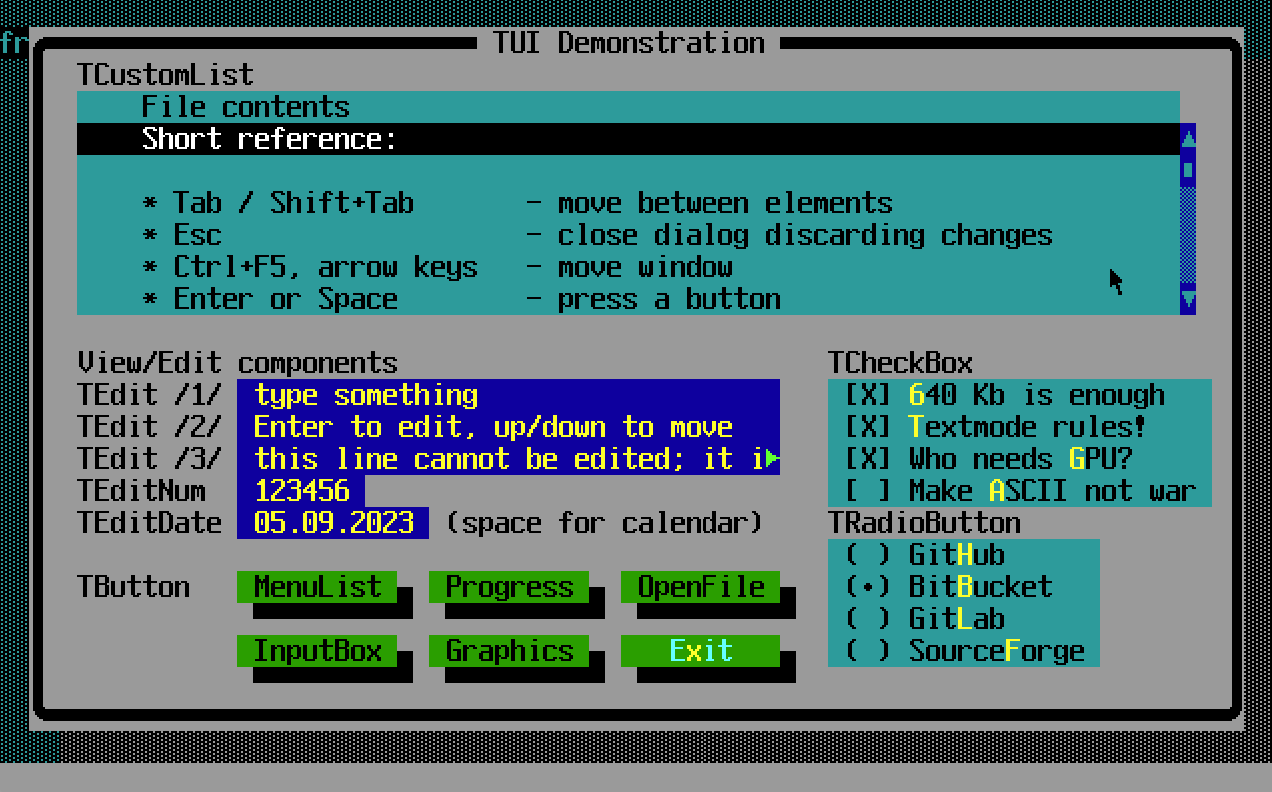 fr
TUI Demonstration
TCustomList
File contents
Short reference:
* Tab / Shift+Tab - move between elements
* Esc - close dialog discarding changes
* Ctrl+F5, arrow keys - move window
* Enter or Space - press a button
View/Edit components
TEdit /1/ type something
TEdit /2/ Enter to edit, up/down to move
TEdit /3/ this line cannot be edited; it i
TEditNum 123456
TEditDate 05.09.2023 (space for calendar)
TButton MenuList Progress OpenFile
InputBox Graphics Exit
TCheckBox
[X] 640 Kb is enough
[X] Textmode rules!
[X] Who needs GPU?
[ ] Make ASCII not war
TRadioButton
( ) GitHub
(•) BitBucket
( ) GitLab
( ) SourceForge